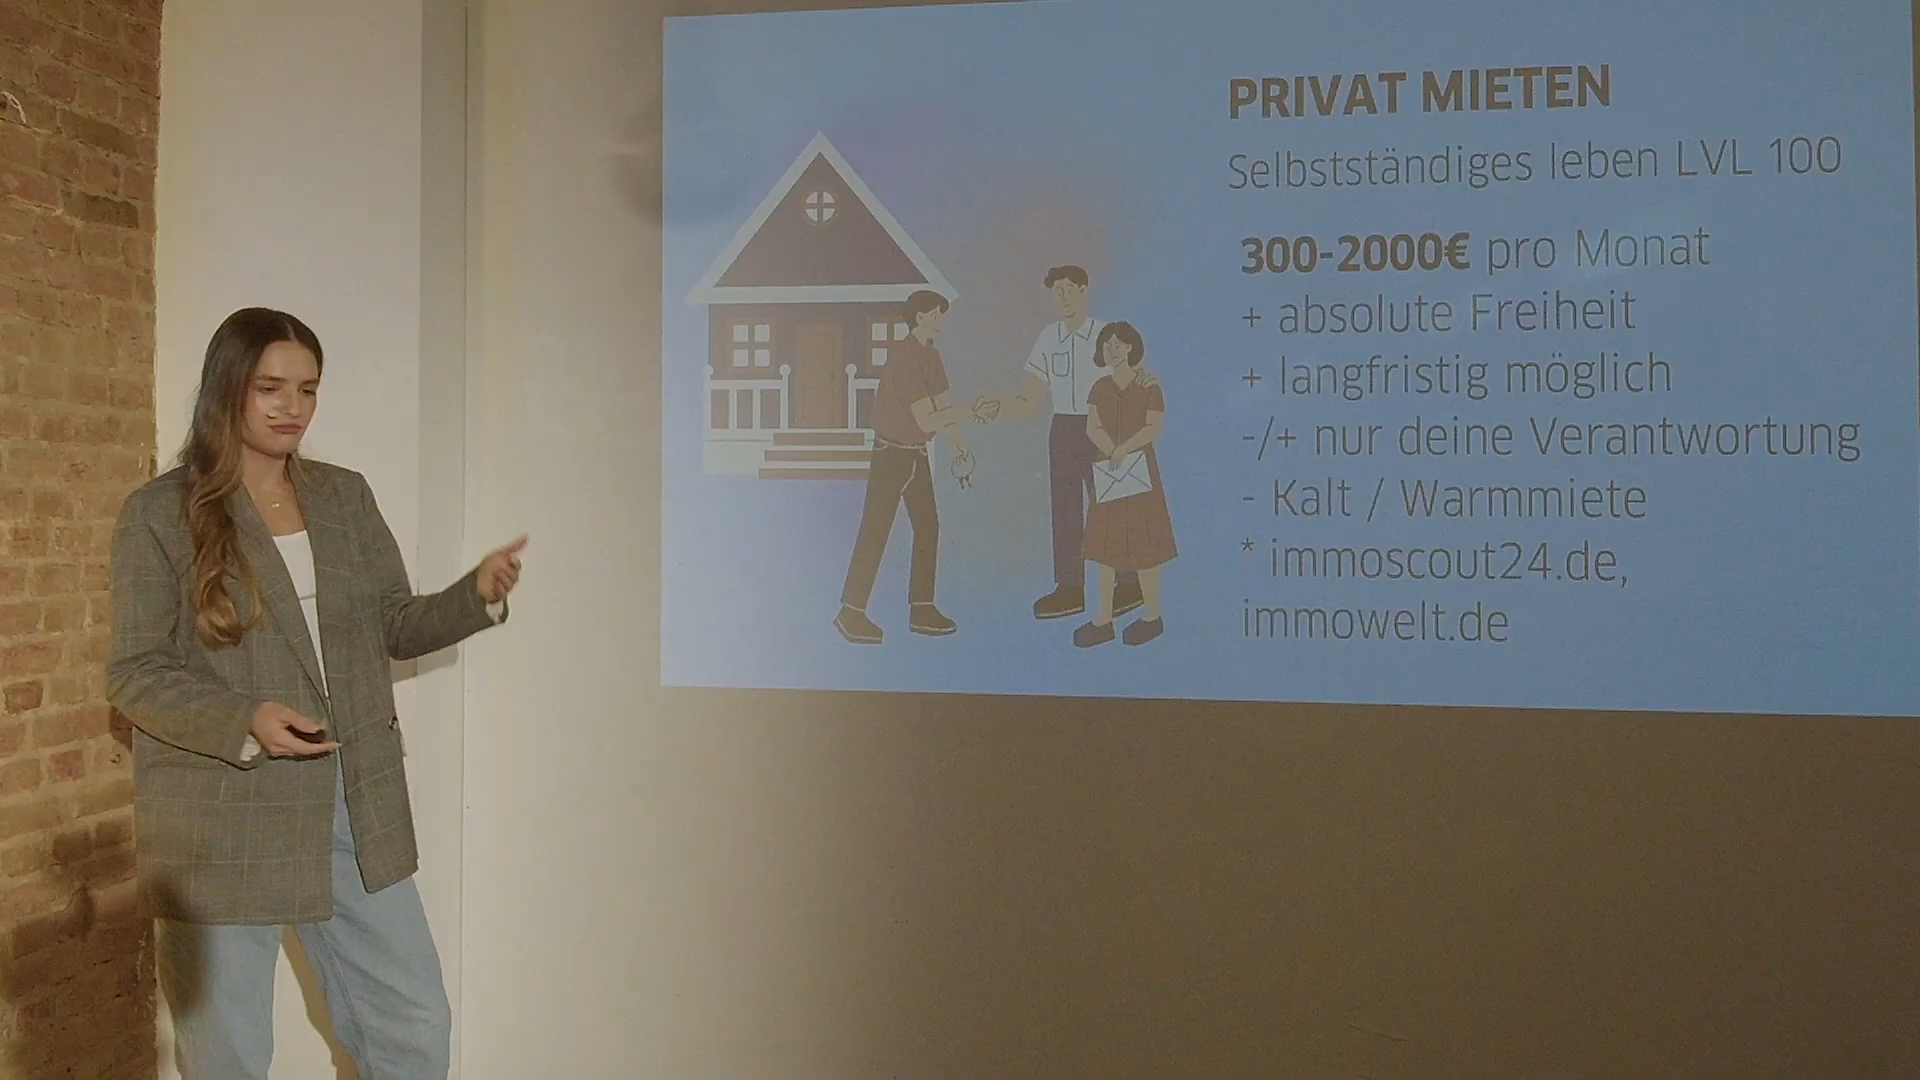 PRIVAT MIETEN
Selbstständiges leben LVL 100
300-2000€ pro Monat
+ absolute Freiheit
+ langfristig möglich
-/+ nur deine Verantwortung
- Kalt / Warmmiete
* immoscout24.de,
immowelt.de